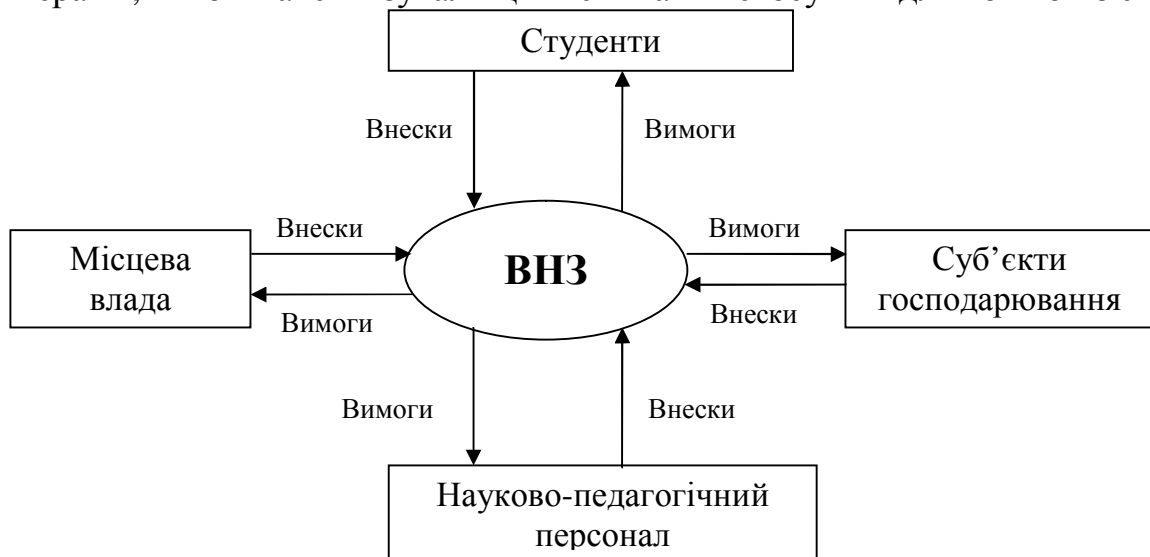 Студенти
Внески
Вимоги
Внески
Вимоги
Місцева
влада
ВНЗ
Суб’єкти
господарювання
Вимоги
Внески
Вимоги
Внески
Науково-педагогічний
персонал